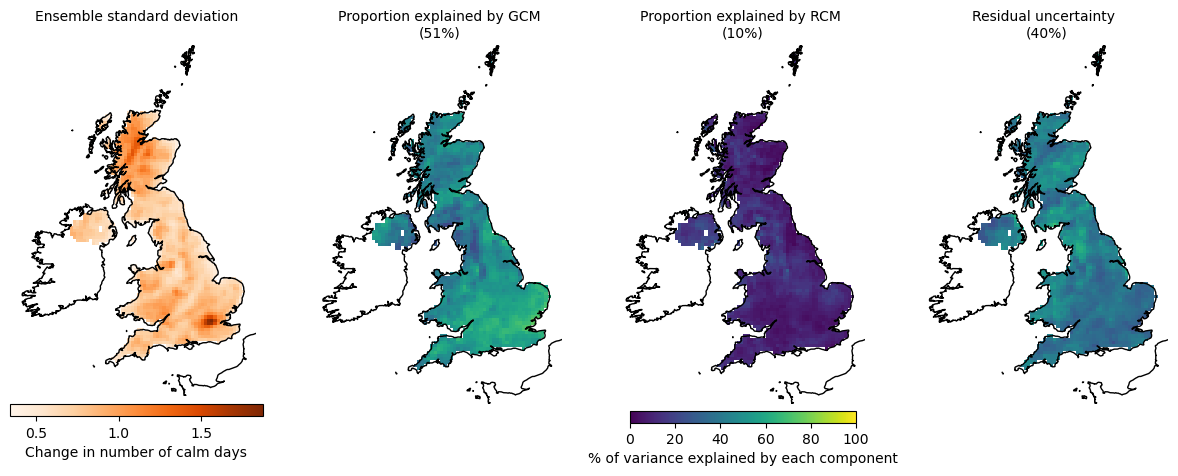 Ensemble standard deviation
Proportion explained by GCM
(51%)
Proportion explained by RCM
(10%)
Residual uncertainty
(40%)
0.5 1.0 1.5
Change in number of calm days
0 20 40 60 80 100
% of variance explained by each component